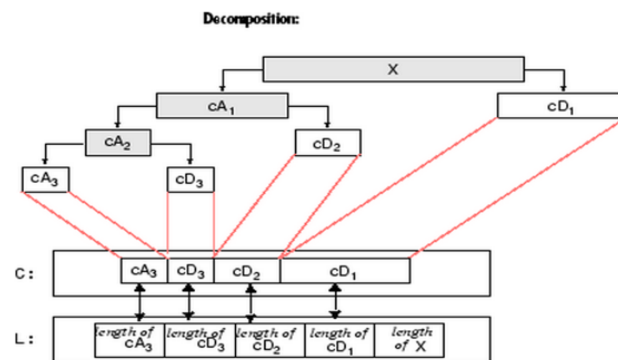 Decomposition:
X
cA₁ cD₁
cA₂ cD₂
cA₃ cD₃
C: cA₃ cD₃ cD₂ cD₁
L: length of cA₃ length of cD₃ length of cD₂ length of cD₁ length of X